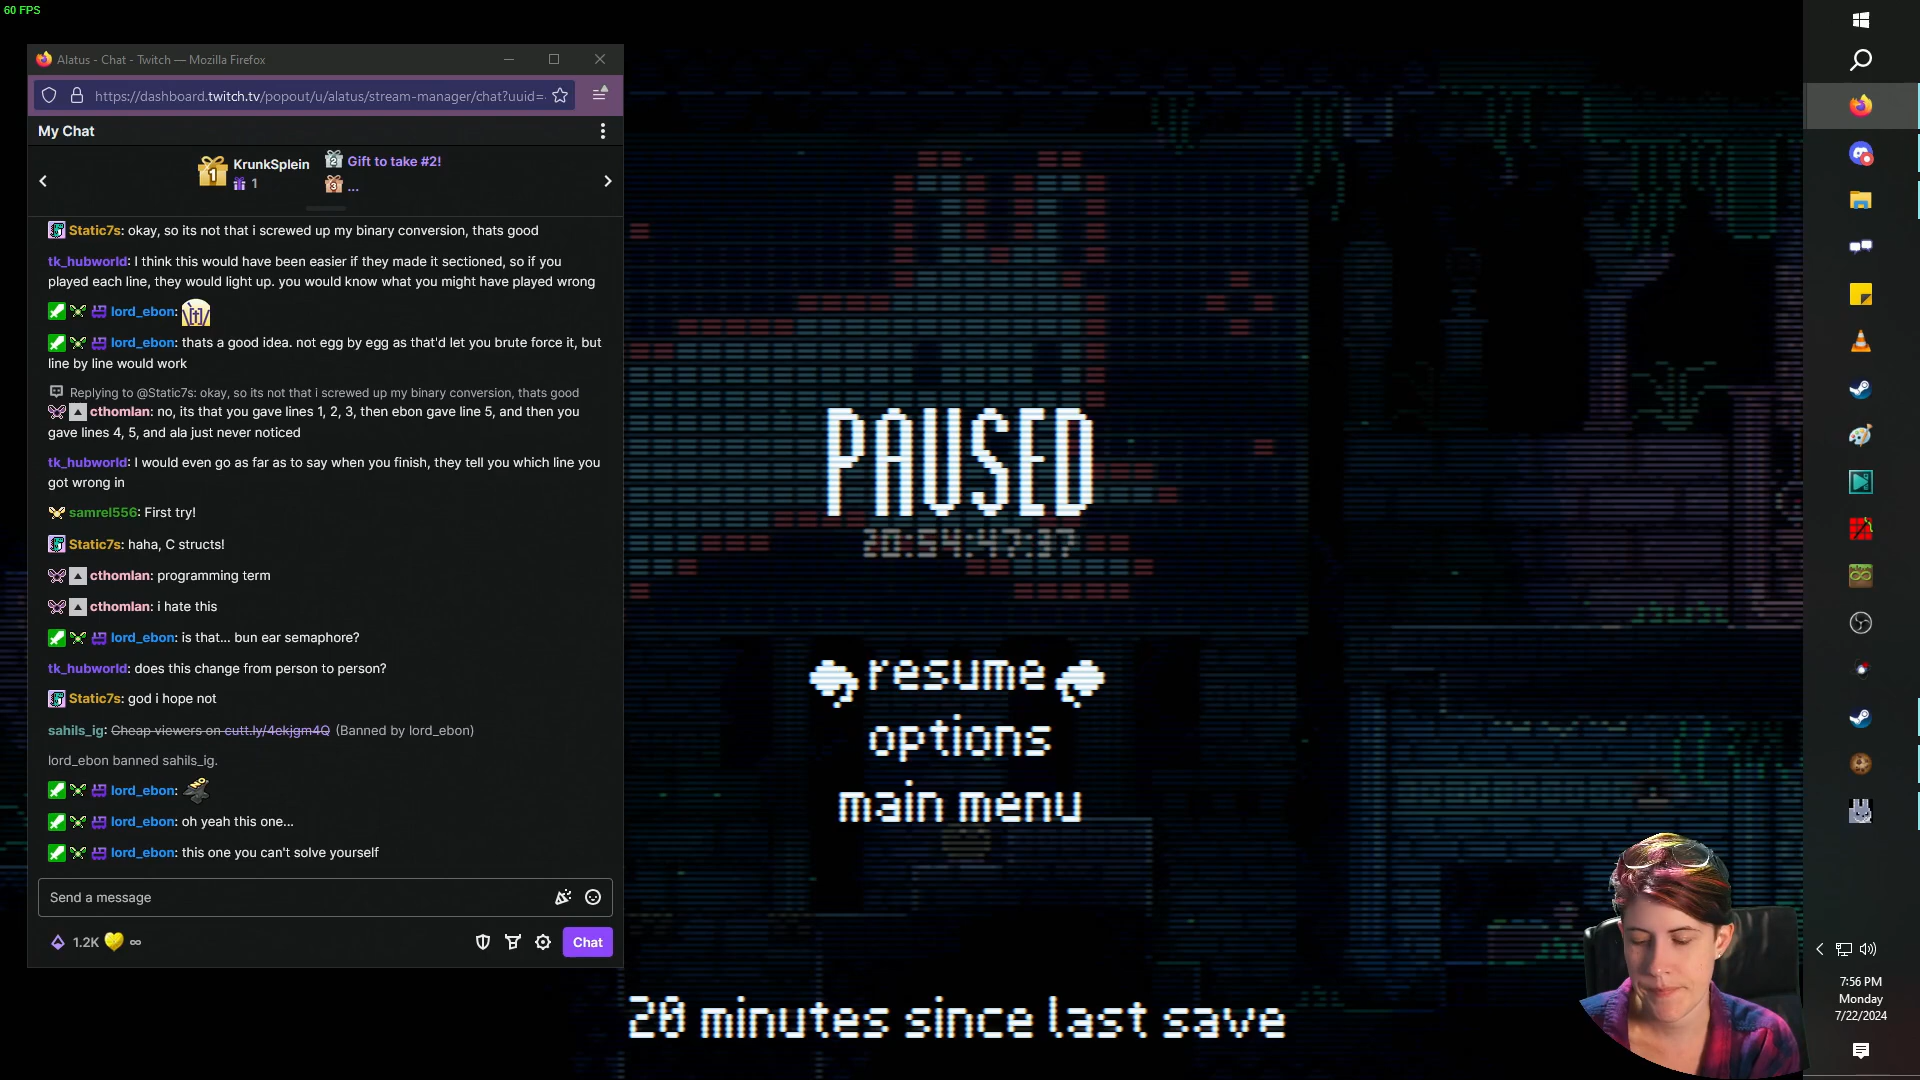 60 FPS
Alatus - Chat - Twitch — Mozilla Firefox
https://dashboard.twitch.tv/popout/u/alatus/stream-manager/chat?uuid=
My Chat
1 KrunkSplein 2 Gift to take #2!
1 3 ...
Static7s: okay, so its not that i screwed up my binary conversion, thats good
tk_hubworld: I think this would have been easier if they made it sectioned, so if you
played each line, they would light up. you would know what you might have played wrong
lord_ebon:
lord_ebon: thats a good idea. not egg by egg as that'd let you brute force it, but
line by line would work
Replying to @Static7s: okay, so its not that i screwed up my binary conversion, thats good
cthomlan: no, its that you gave lines 1, 2, 3, then ebon gave line 5, and then you
gave lines 4, 5, and ala just never noticed
tk_hubworld: I would even go as far as to say when you finish, they tell you which line you
got wrong in
samrel556: First try!
Static7s: haha, C structs!
cthomlan: programming term
cthomlan: i hate this
lord_ebon: is that... bun ear semaphore?
tk_hubworld: does this change from person to person?
Static7s: god i hope not
sahils_ig: Cheap viewers on cutt.ly/4ekjgm4Q (Banned by lord_ebon)
lord_ebon banned sahils_ig.
lord_ebon:
lord_ebon: oh yeah this one...
lord_ebon: this one you can't solve yourself
Send a message
1.2K ∞
Chat
PAUSED
20:54:47:37
resume
options
main menu
20 minutes since last save
7:56 PM
Monday
7/22/2024